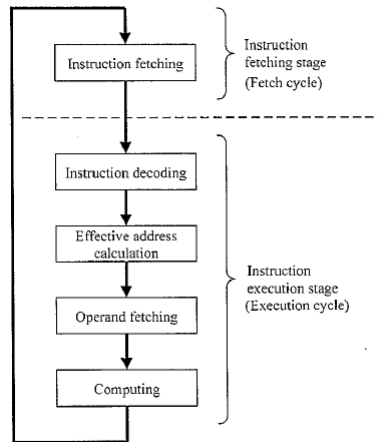 Instruction fetching
Instruction
fetching stage
(Fetch cycle)
Instruction decoding
Effective address
calculation
Operand fetching
Computing
Instruction
execution stage
(Execution cycle)